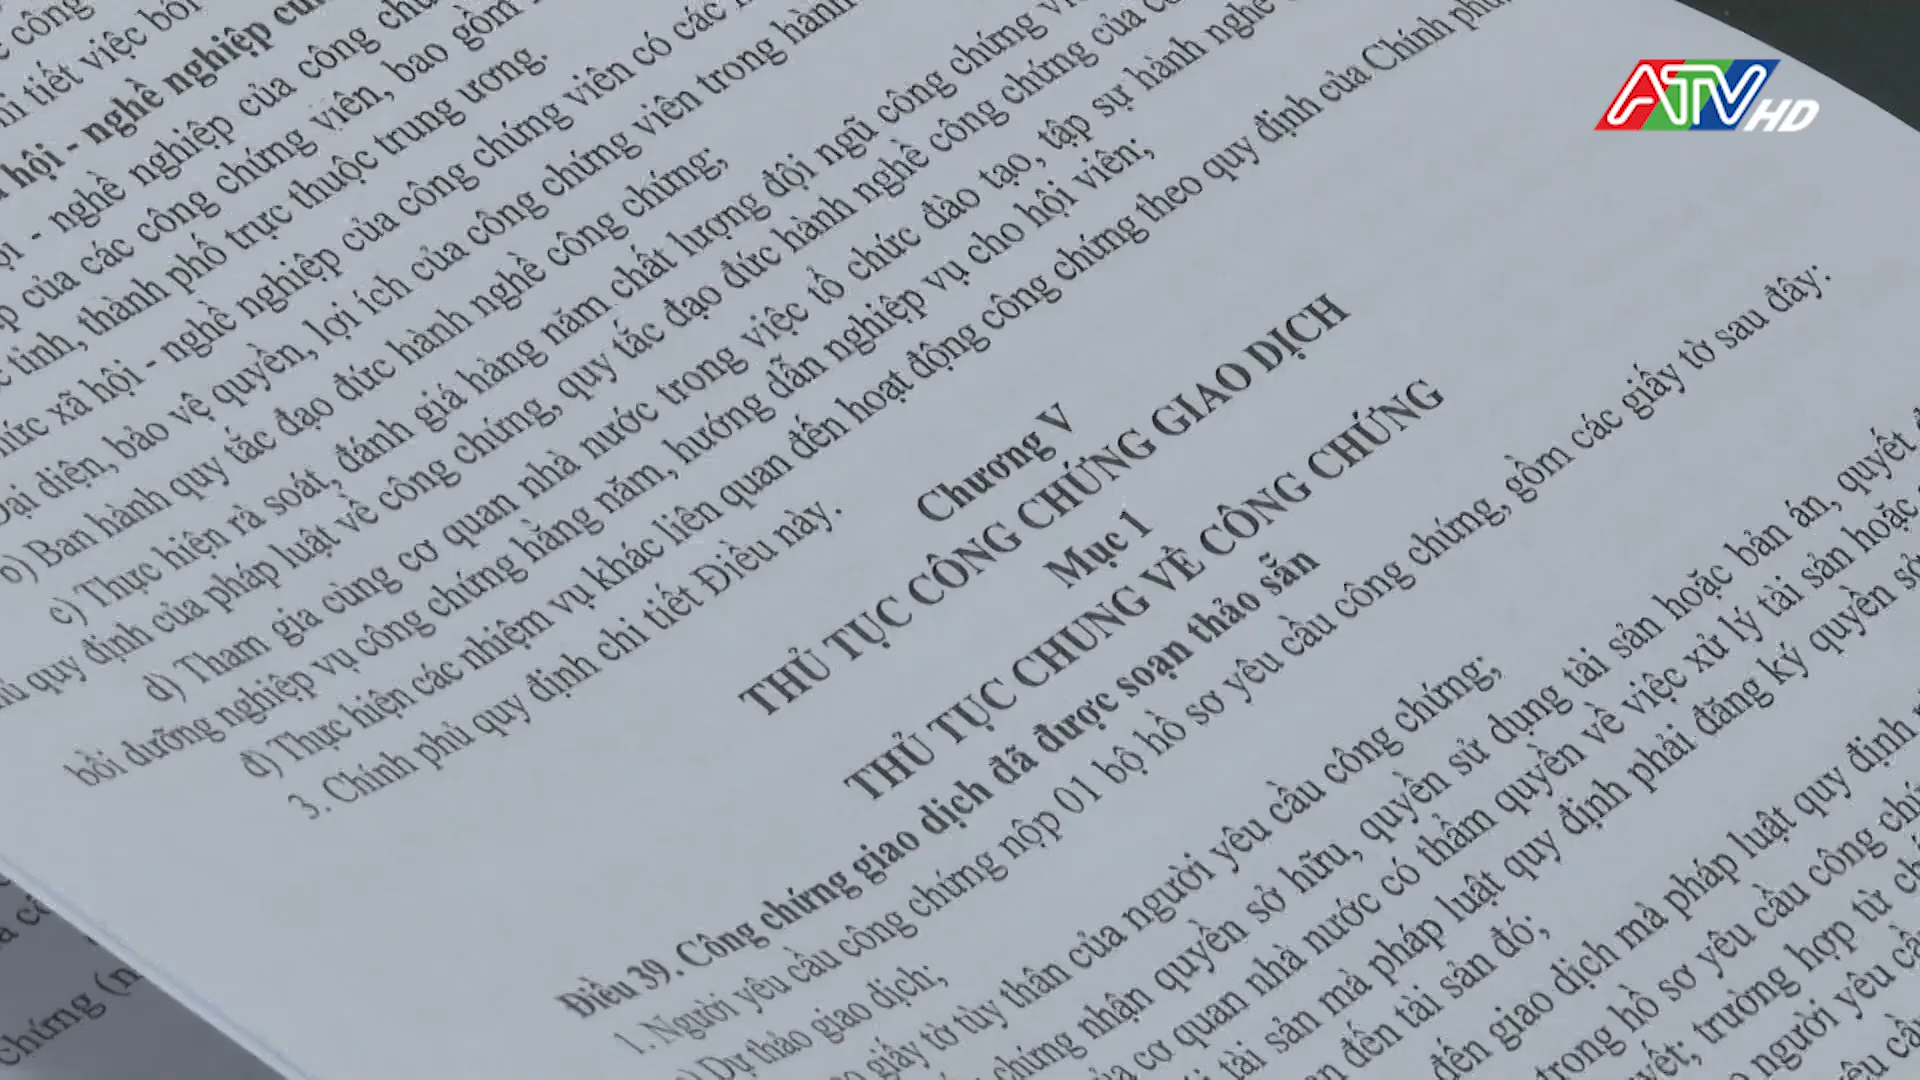 ATV HD
hội - nghề nghiệp của
- nghề nghiệp của công
của các công chứng viên, bao gồm
tỉnh, thành phố trực thuộc trung ương.
xã hội - nghề nghiệp của công chứng viên có các
Đại diện, bảo vệ quyền, lợi ích của công chứng viên trong hành
b) Ban hành quy tắc đạo đức hành nghề công chứng;
c) Thực hiện rà soát, đánh giá hằng năm chất lượng đội ngũ công chứng
quy định của pháp luật về công chứng, quy tắc đạo đức hành nghề công chứng của
d) Tham gia cùng cơ quan nhà nước trong việc tổ chức đào tạo, tập sự hành nghề
bồi dưỡng nghiệp vụ công chứng hằng năm, hướng dẫn nghiệp vụ cho hội viên;
đ) Thực hiện các nhiệm vụ khác liên quan đến hoạt động công chứng theo quy định của Chính
3. Chính phủ quy định chi tiết Điều này.
Chương V
THỦ TỤC CÔNG CHỨNG GIAO DỊCH
Mục 1
THỦ TỤC CHUNG VỀ CÔNG CHỨNG
Điều 39. Công chứng giao dịch đã được soạn thảo sẵn
1. Người yêu cầu công chứng nộp 01 bộ hồ sơ yêu cầu công chứng, gồm các giấy tờ sau đây:
Dự thảo giao dịch;
giấy tờ tùy thân của người yêu cầu công chứng;
chứng nhận quyền sở hữu, quyền sử dụng tài sản hoặc bản án, quyết
cơ quan nhà nước có thẩm quyền về việc xử lý tài sản hoặc
tài sản mà pháp luật quy định phải đăng ký quyền
đến tài sản đó;
đến giao dịch mà pháp luật quy định
trong hồ sơ yêu cầu công
trường hợp từ
người yêu
chứng